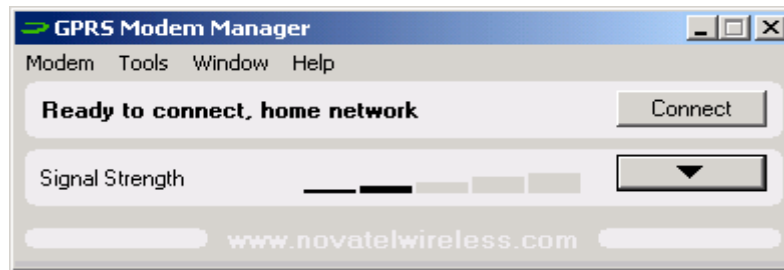 GPRS Modem Manager
Modem Tools Window Help
Ready to connect, home network Connect
Signal Strength
www.novatelwireless.com